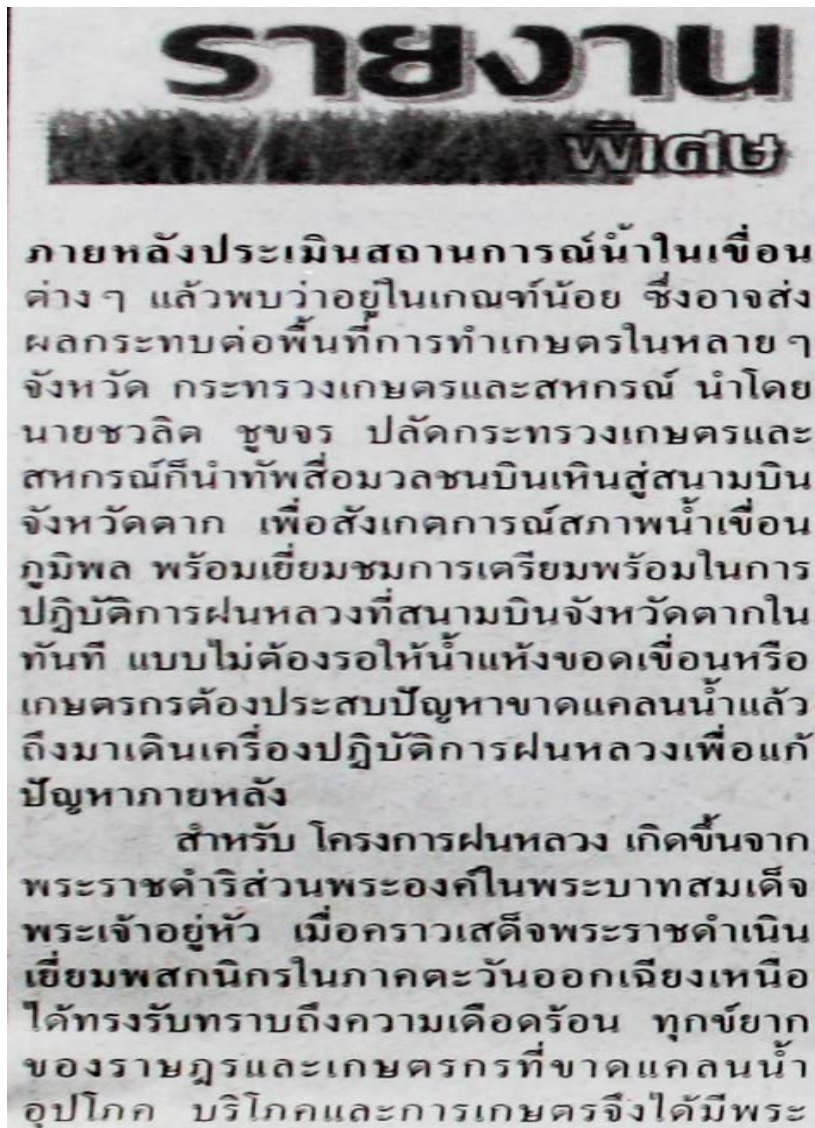 รายงาน
พิเศษ
ภายหลังประเมินสถานการณ์น้ำในเขื่อน
ต่างๆ แล้วพบว่าอยู่ในเกณฑ์น้อย ซึ่งอาจส่ง
ผลกระทบต่อพื้นที่การทำเกษตรในหลายๆ
จังหวัด กระทรวงเกษตรและสหกรณ์ นำโดย
นายชวลิต ชูขจร ปลัดกระทรวงเกษตรและ
สหกรณ์ก็นำทัพสื่อมวลชนบินเหินสู่สนามบิน
จังหวัดตาก เพื่อสังเกตการณ์สภาพน้ำเขื่อน
ภูมิพล พร้อมเยี่ยมชมการเตรียมพร้อมในการ
ปฏิบัติการฝนหลวงที่สนามบินจังหวัดตากใน
ทันที แบบไม่ต้องรอให้น้ำแห้งขอดเขื่อนหรือ
เกษตรกรต้องประสบปัญหาขาดแคลนน้ำแล้ว
ถึงมาเดินเครื่องปฏิบัติการฝนหลวงเพื่อแก้
ปัญหาภายหลัง
สำหรับ โครงการฝนหลวง เกิดขึ้นจาก
พระราชดำริส่วนพระองค์ในพระบาทสมเด็จ
พระเจ้าอยู่หัว เมื่อคราวเสด็จพระราชดำเนิน
เยี่ยมพสกนิกรในภาคตะวันออกเฉียงเหนือ
ได้ทรงรับทราบถึงความเดือดร้อน ทุกข์ยาก
ของราษฎรและเกษตรกรที่ขาดแคลนน้ำ
อุปโภค บริโภคและการเกษตรจึงได้มีพระ